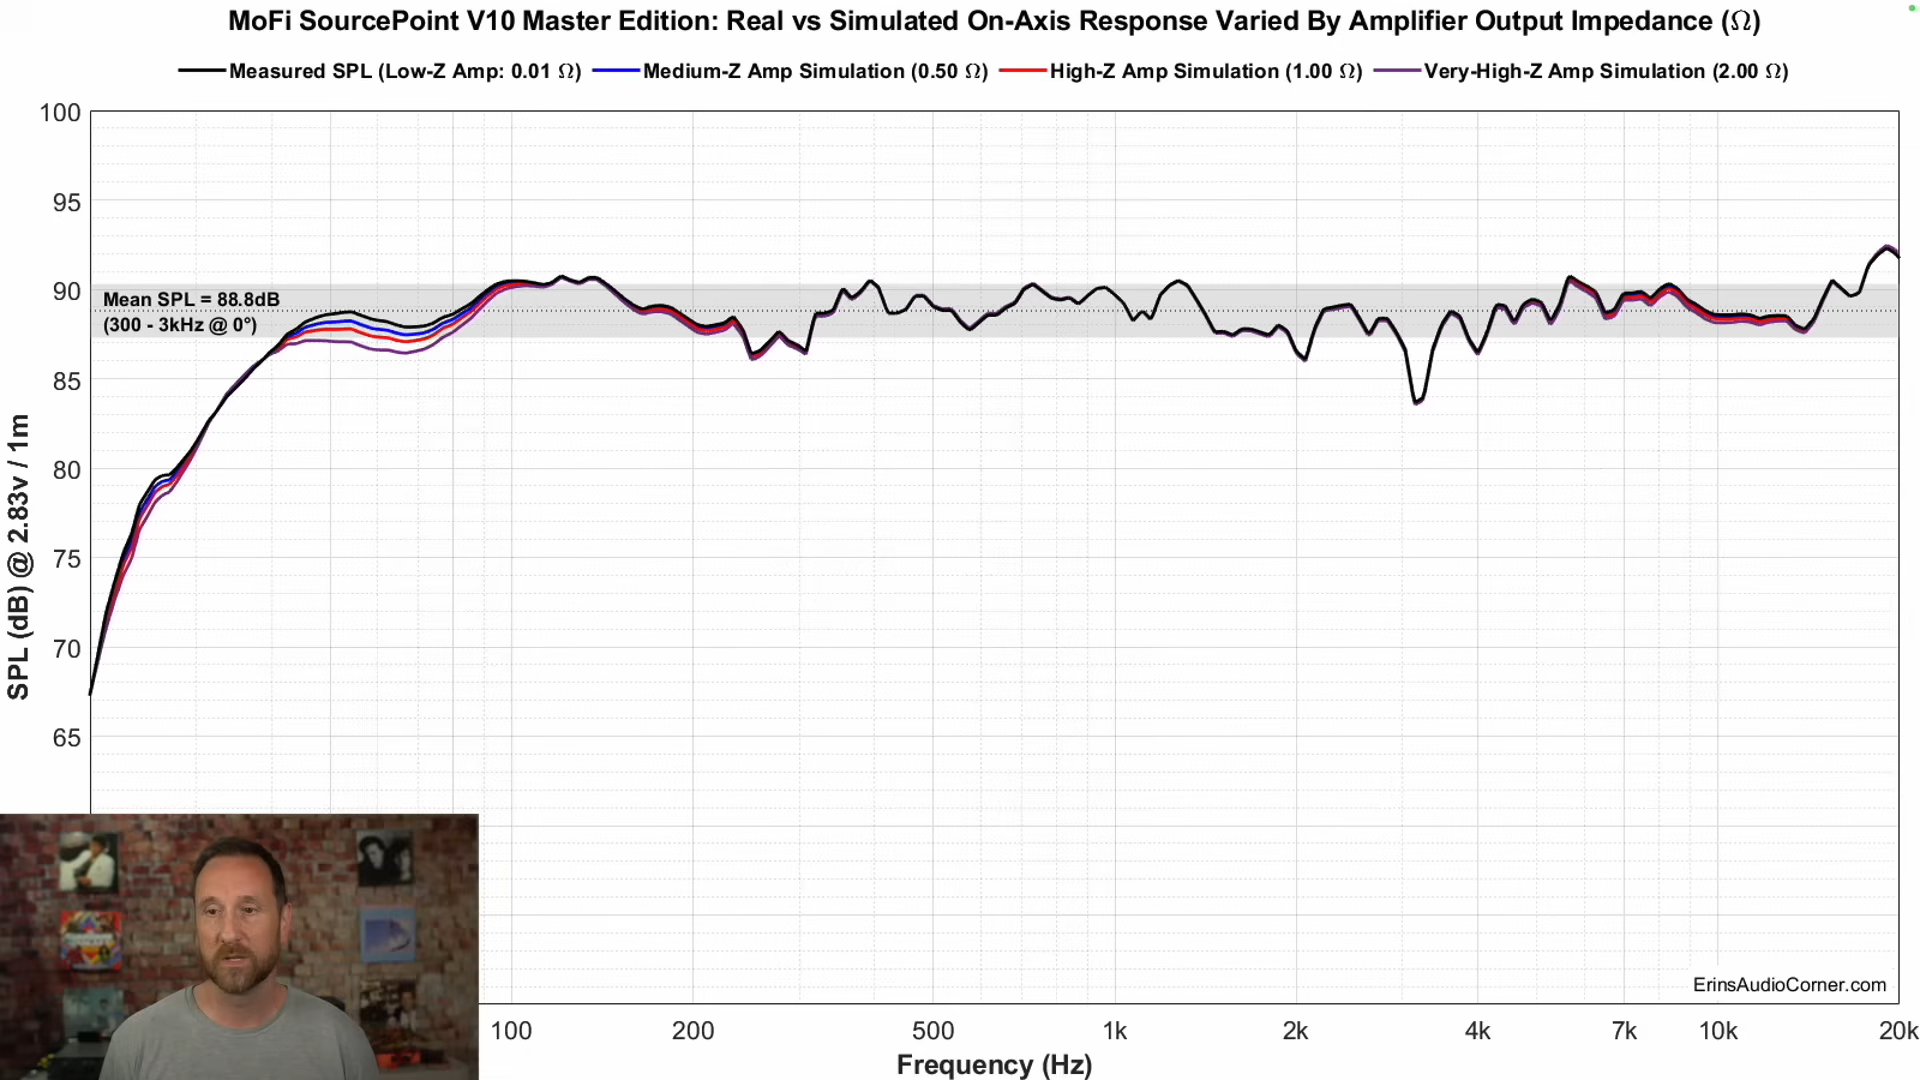 MoFi SourcePoint V10 Master Edition: Real vs Simulated On-Axis Response Varied By Amplifier Output Impedance (Ω)
Measured SPL (Low-Z Amp: 0.01 Ω) Medium-Z Amp Simulation (0.50 Ω) High-Z Amp Simulation (1.00 Ω) Very-High-Z Amp Simulation (2.00 Ω)
100
95
90
85
80
75
70
65
SPL (dB) @ 2.83v / 1m
Mean SPL = 88.8dB
(300 - 3kHz @ 0°)
ErinsAudioCorner.com
100 200 500 1k 2k 4k 7k 10k 20k
Frequency (Hz)